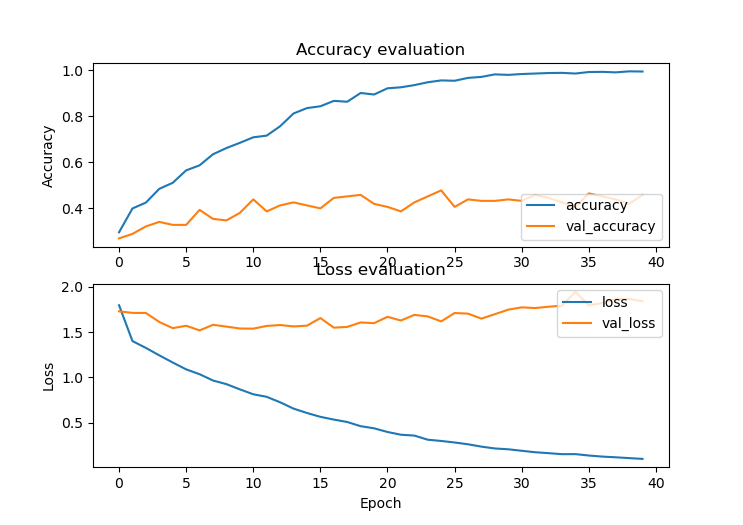 Accuracy evaluation
1.0
0.8
0.6
0.4
Accuracy
accuracy
val_accuracy
0 5 10 15 20 25 30 35 40
Loss evaluation
2.0
1.5
1.0
0.5
Loss
loss
val_loss
0 5 10 15 20 25 30 35 40
Epoch